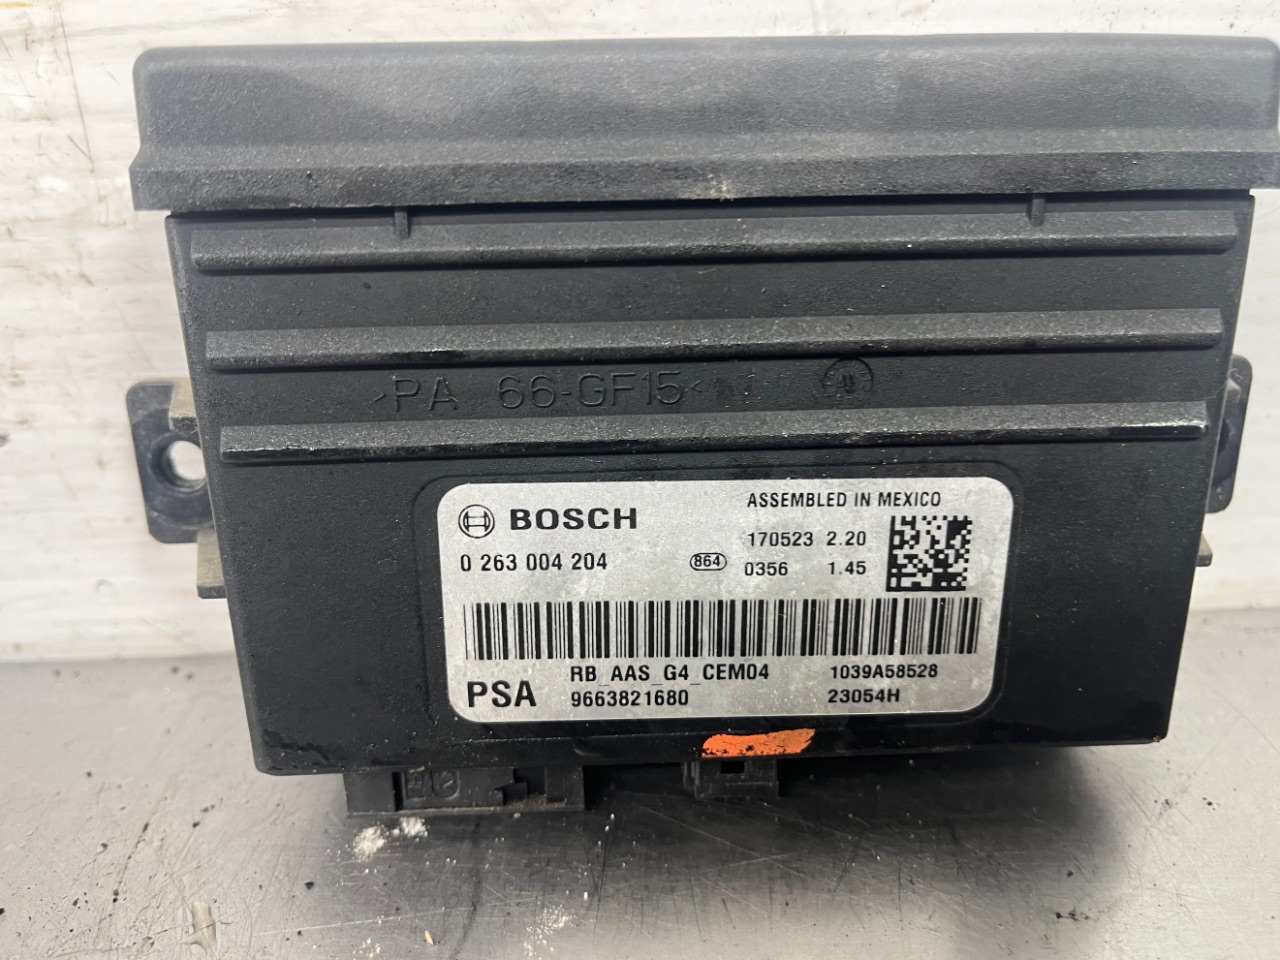 >PA 66-GF15<
BOSCH
ASSEMBLED IN MEXICO
0 263 004 204
864
170523 2.20
0356 1.45
RB_AAS_G4_CEM04
1039A58528
PSA
9663821680
23054H